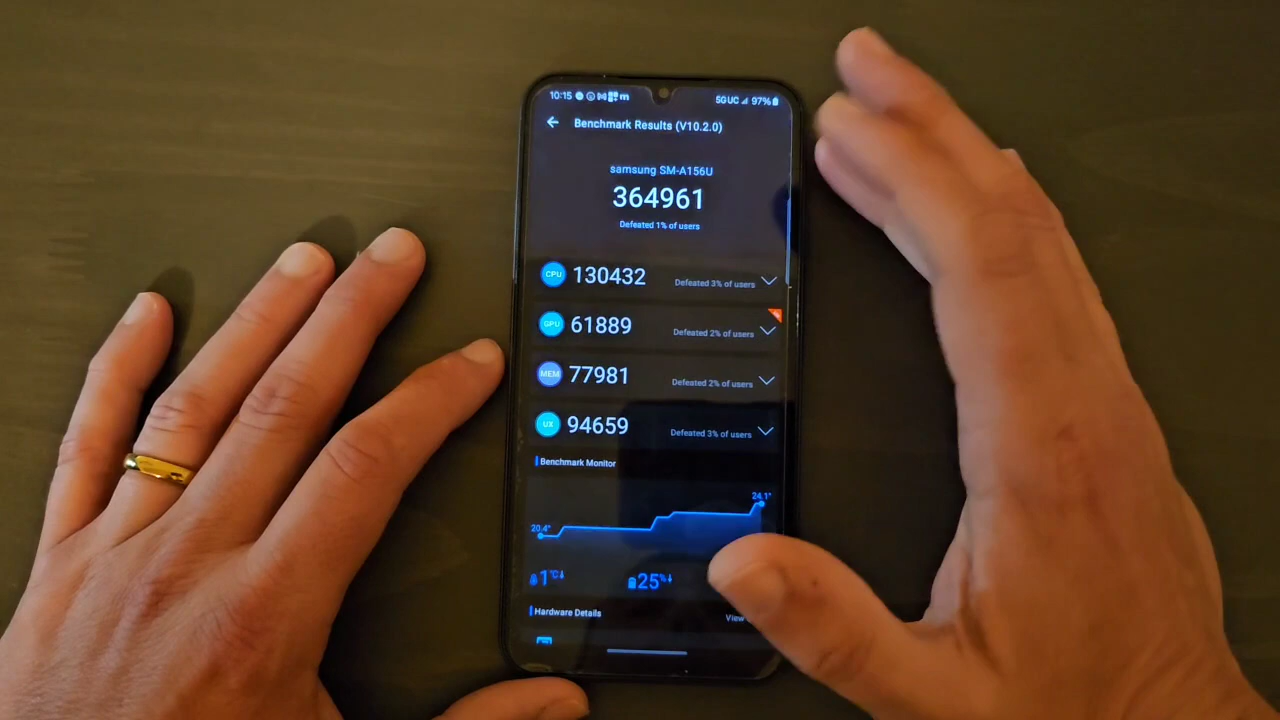 10:15 m 5G UC 97%
Benchmark Results (V10.2.0)
samsung SM-A156U
364961
Defeated 1% of users
CPU 130432 Defeated 3% of users
GPU 61889 Defeated 2% of users
MEM 77981 Defeated 2% of users
UX 94659 Defeated 3% of users
Benchmark Monitor
24.1°
20.4°
1°C 25%
Hardware Details View